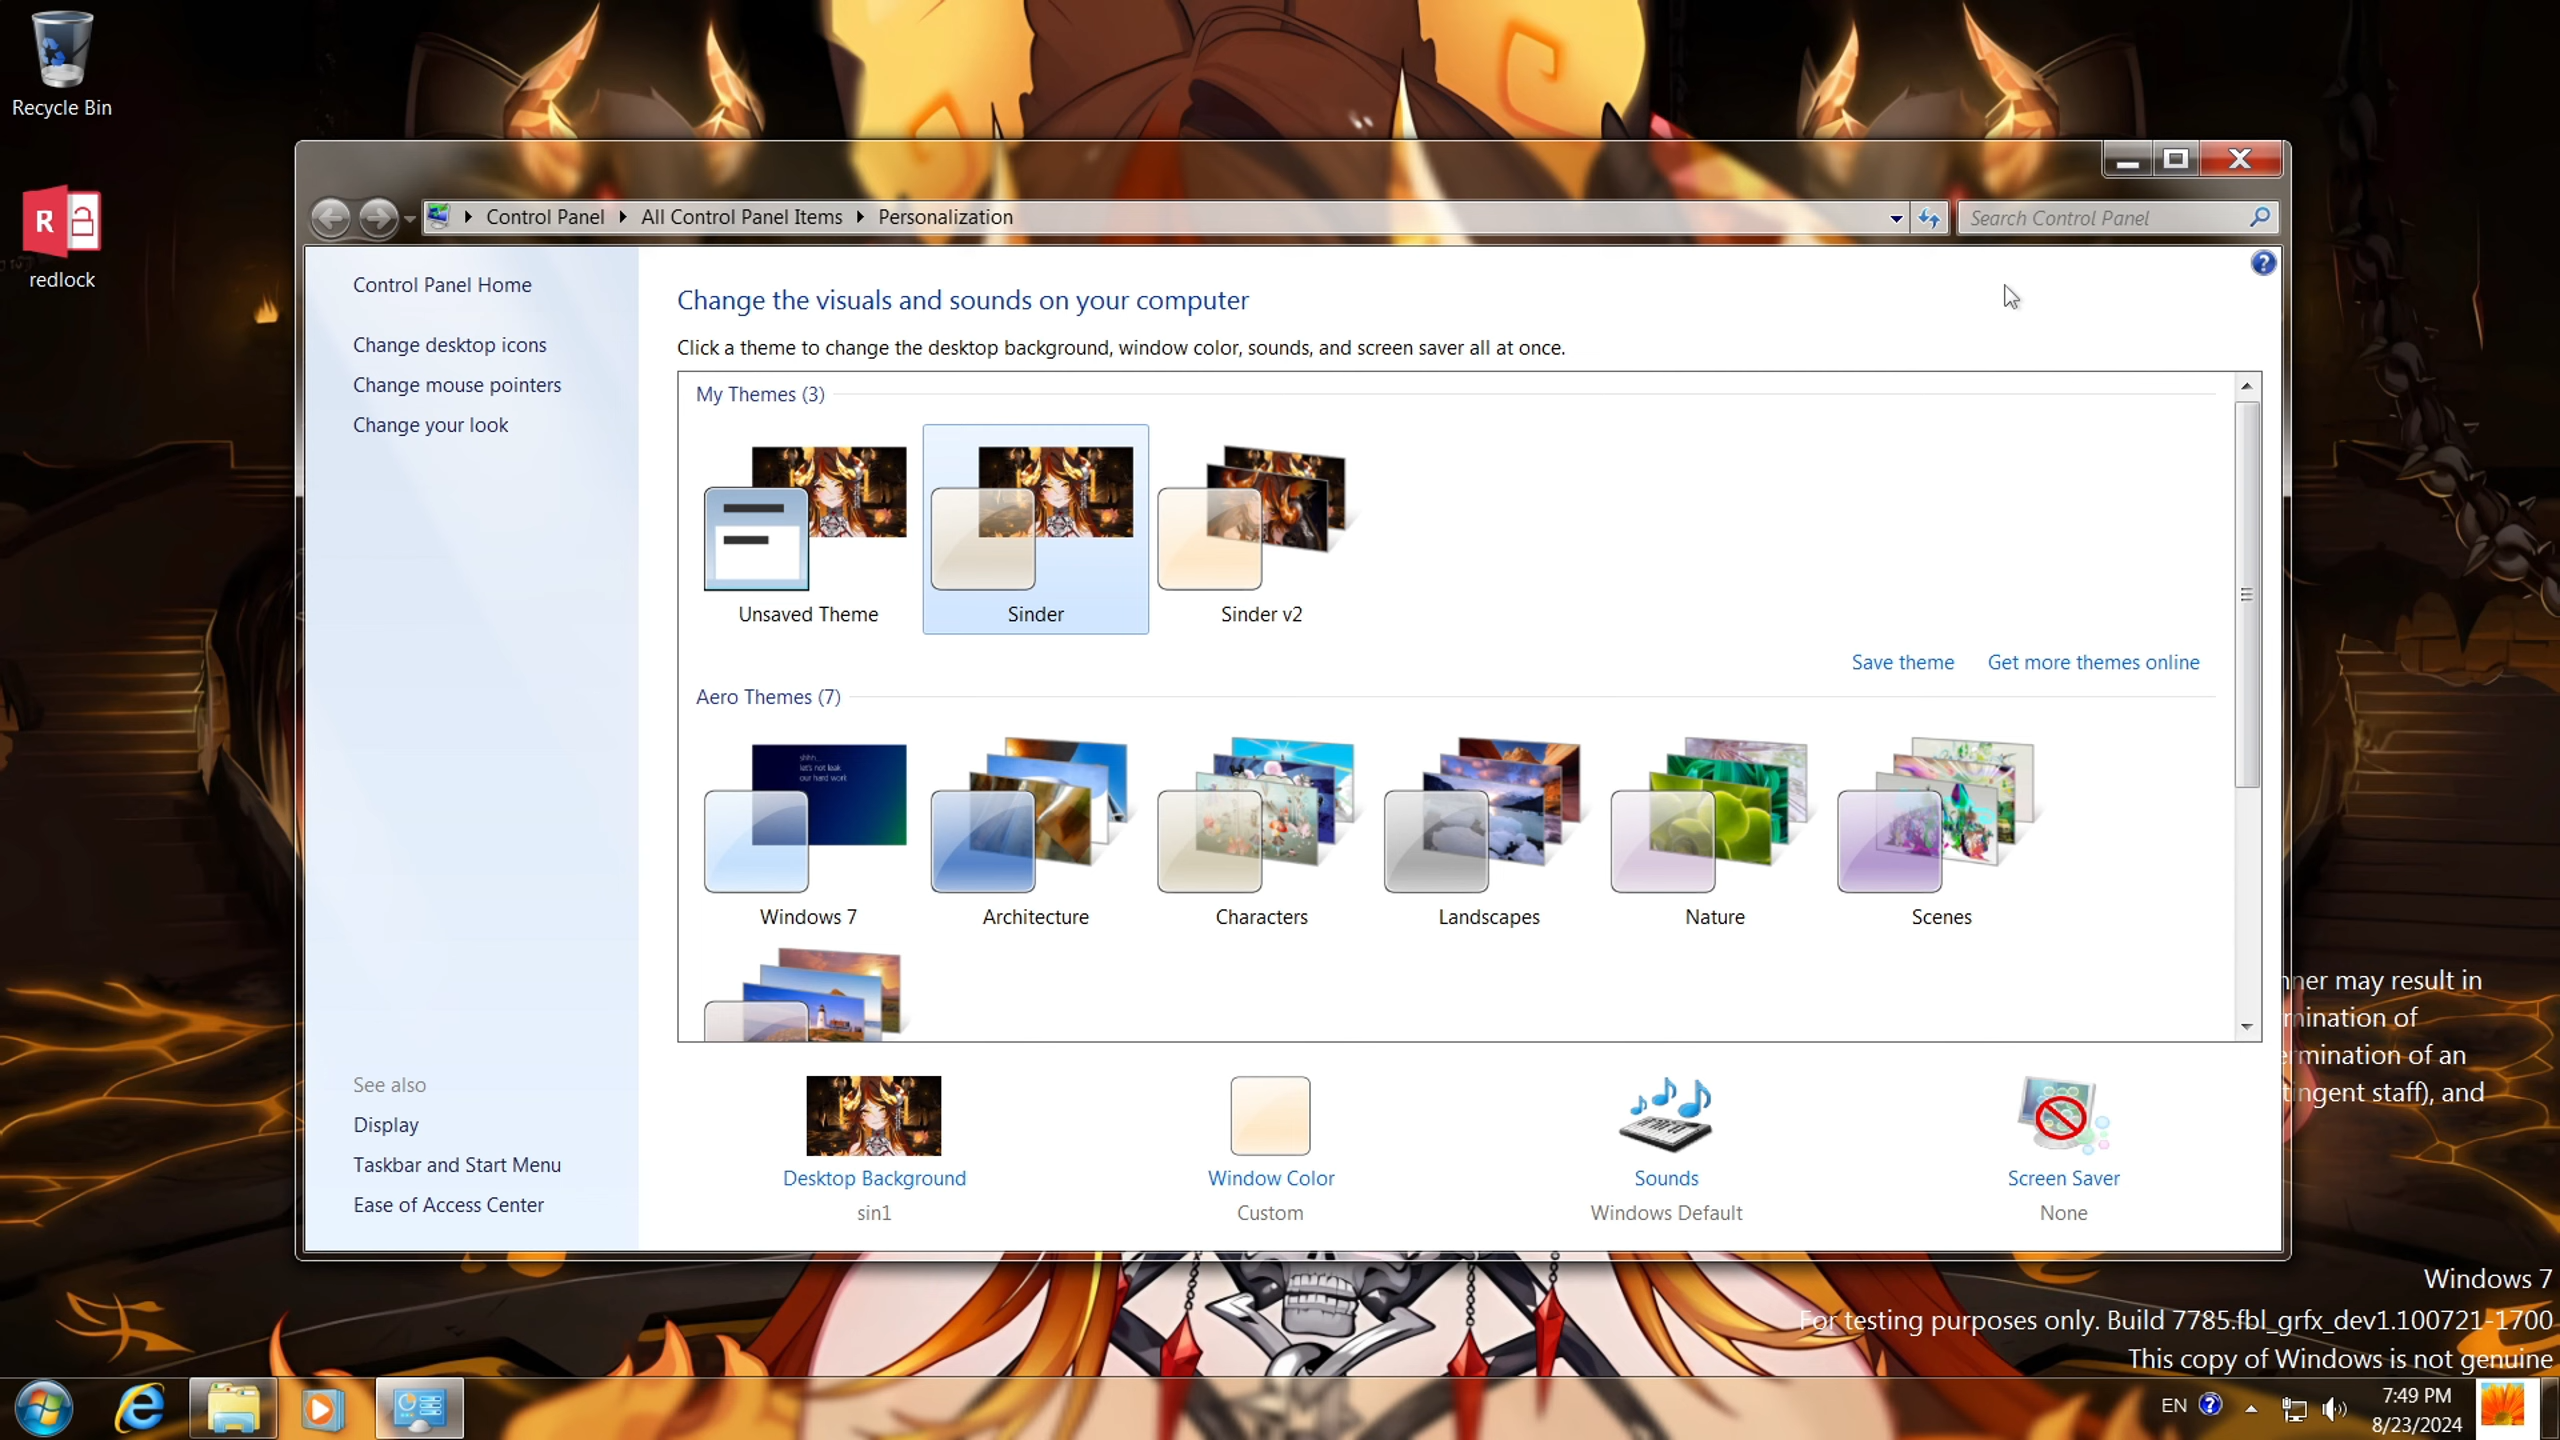 Recycle Bin
R
redlock
Control Panel
All Control Panel Items
Personalization
Search Control Panel
Control Panel Home
Change desktop icons
Change mouse pointers
Change your look
Change the visuals and sounds on your computer
Click a theme to change the desktop background, window color, sounds, and screen saver all at once.
My Themes (3)
Unsaved Theme
Sinder
Sinder v2
Save theme
Get more themes online
Aero Themes (7)
shhh...
let's not leak
our hard work
Windows 7
Architecture
Characters
Landscapes
Nature
Scenes
See also
Display
Taskbar and Start Menu
Ease of Access Center
Desktop Background
sin1
Window Color
Custom
Sounds
Windows Default
Screen Saver
None
may result in
of
of an
staff), and
Windows 7
For testing purposes only. Build 7785.fbl_grfx_dev1.100721-1700
This copy of Windows is not genuine
EN
7:49 PM
8/23/2024